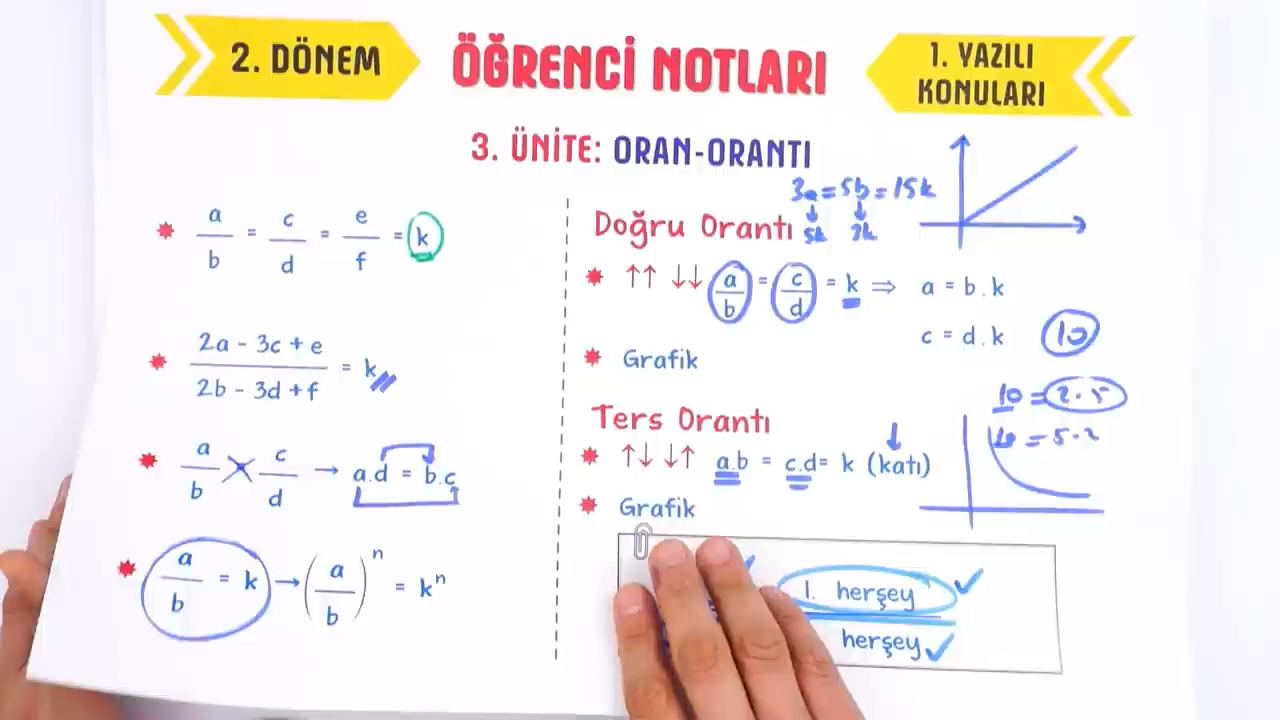 2. DÖNEM
ÖĞRENCİ NOTLARI
1. YAZILI
KONULARI
3. ÜNİTE: ORAN-ORANTI
a/b = c/d = e/f = k
2a - 3c + e / 2b - 3d + f = k
a/b × c/d → a.d = b.c
a/b = k → (a/b)ⁿ = kⁿ
3a = 5b = 15k
5k 3k
Doğru Orantı
↑↑ ↓↓ a/b = c/d = k ⇒ a = b.k
c = d.k 10
Grafik
10 = 2.5
10 = 5.2
Ters Orantı
↑↓ ↓↑ a.b = c.d = k (katı)
Grafik
1. herşey
herşey